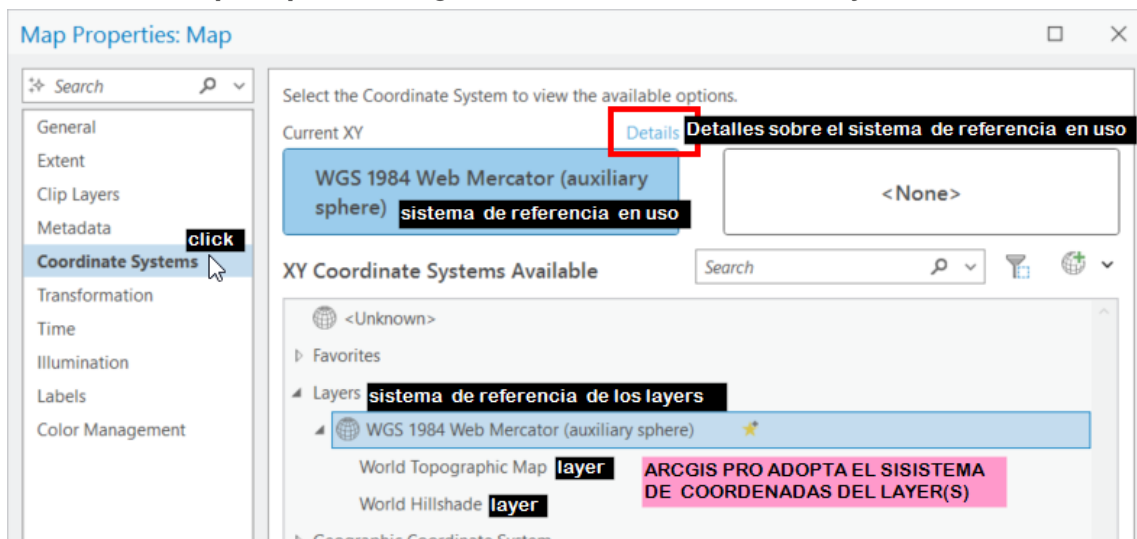 Map Properties: Map
Search
General
Extent
Clip Layers
Metadata
click
Coordinate Systems
Transformation
Time
Illumination
Labels
Color Management
Select the Coordinate System to view the available options.
Current XY
Details
Detalles sobre el sistema de referencia en uso
WGS 1984 Web Mercator (auxiliary
sphere)
sistema de referencia en uso
<None>
XY Coordinate Systems Available
Search
<Unknown>
Favorites
Layers
sistema de referencia de los layers
WGS 1984 Web Mercator (auxiliary sphere)
World Topographic Map
layer
World Hillshade
layer
ARCGIS PRO ADOPTA EL SISISTEMA
DE COORDENADAS DEL LAYER(S)